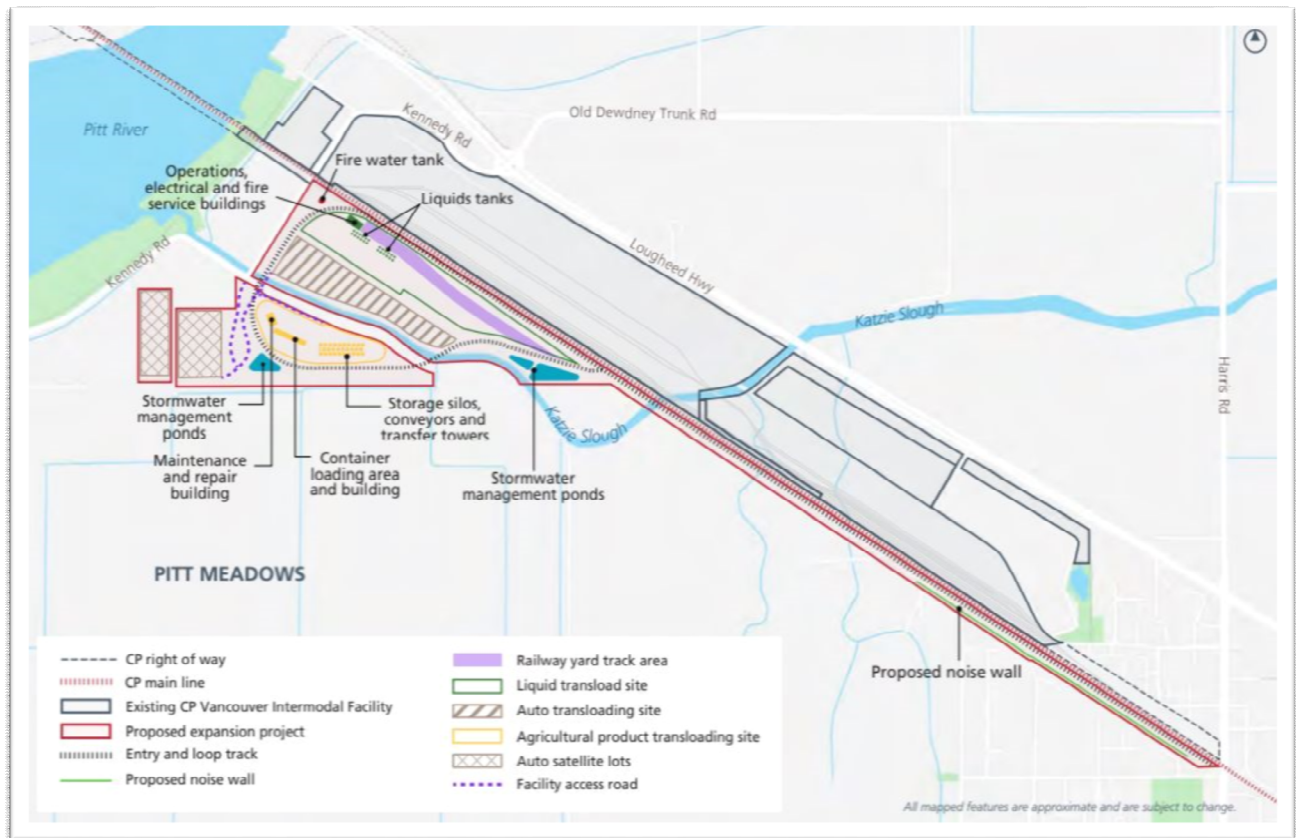 Pitt River
Kennedy Rd
Old Dewdney Trunk Rd
Fire water tank
Operations,
electrical and fire
service buildings
Liquids tanks
Kennedy Rd
Lougheed Hwy
Katzie Slough
Harris Rd
Stormwater
management
ponds
Storage silos,
conveyors and
transfer towers
Katzie Slough
Maintenance
and repair
building
Container
loading area
and building
Stormwater
management ponds
PITT MEADOWS
Proposed noise wall
CP right of way
CP main line
Existing CP Vancouver Intermodal Facility
Proposed expansion project
Entry and loop track
Proposed noise wall
Railway yard track area
Liquid transload site
Auto transloading site
Agricultural product transloading site
Auto satellite lots
Facility access road
All mapped features are approximate and are subject to change.